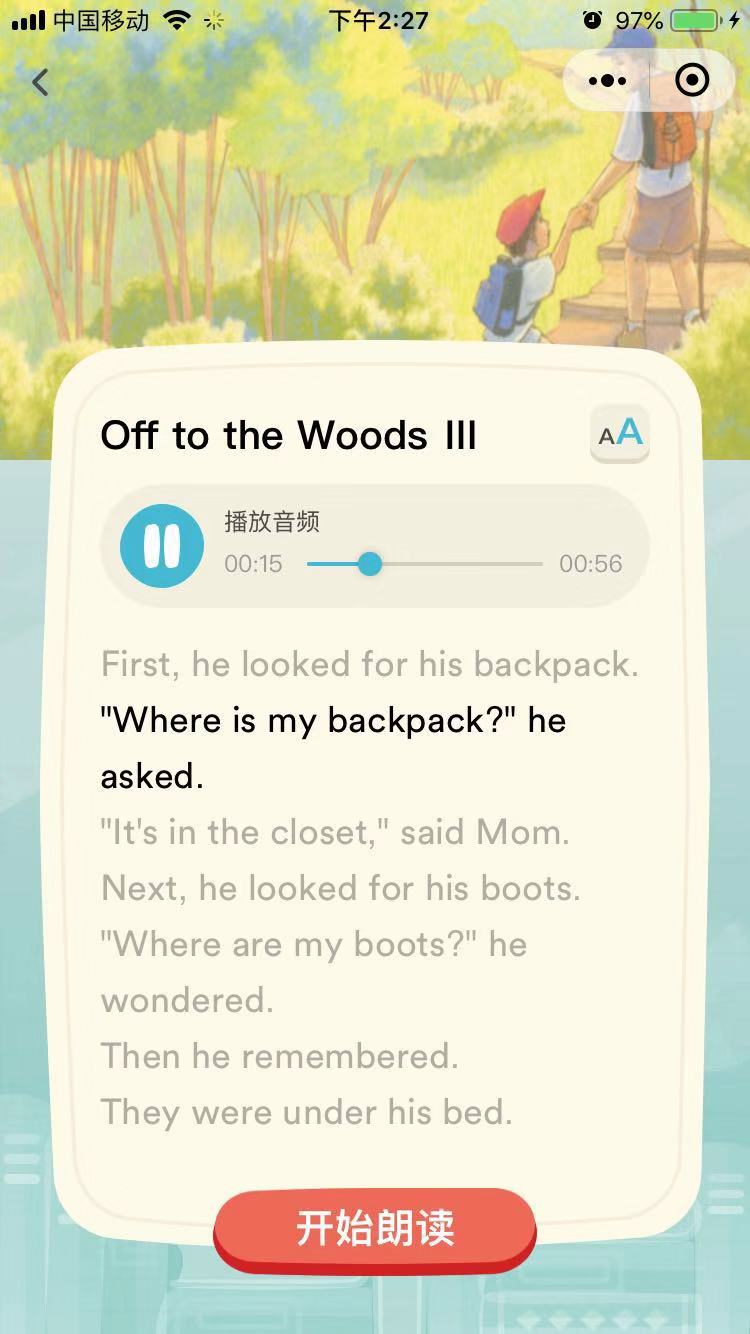 中国移动
下午2:27
97%
Off to the Woods III
AA
播放音频
00:15
00:56
First, he looked for his backpack.
"Where is my backpack?" he
asked.
"It's in the closet," said Mom.
Next, he looked for his boots.
"Where are my boots?" he
wondered.
Then he remembered.
They were under his bed.
开始朗读